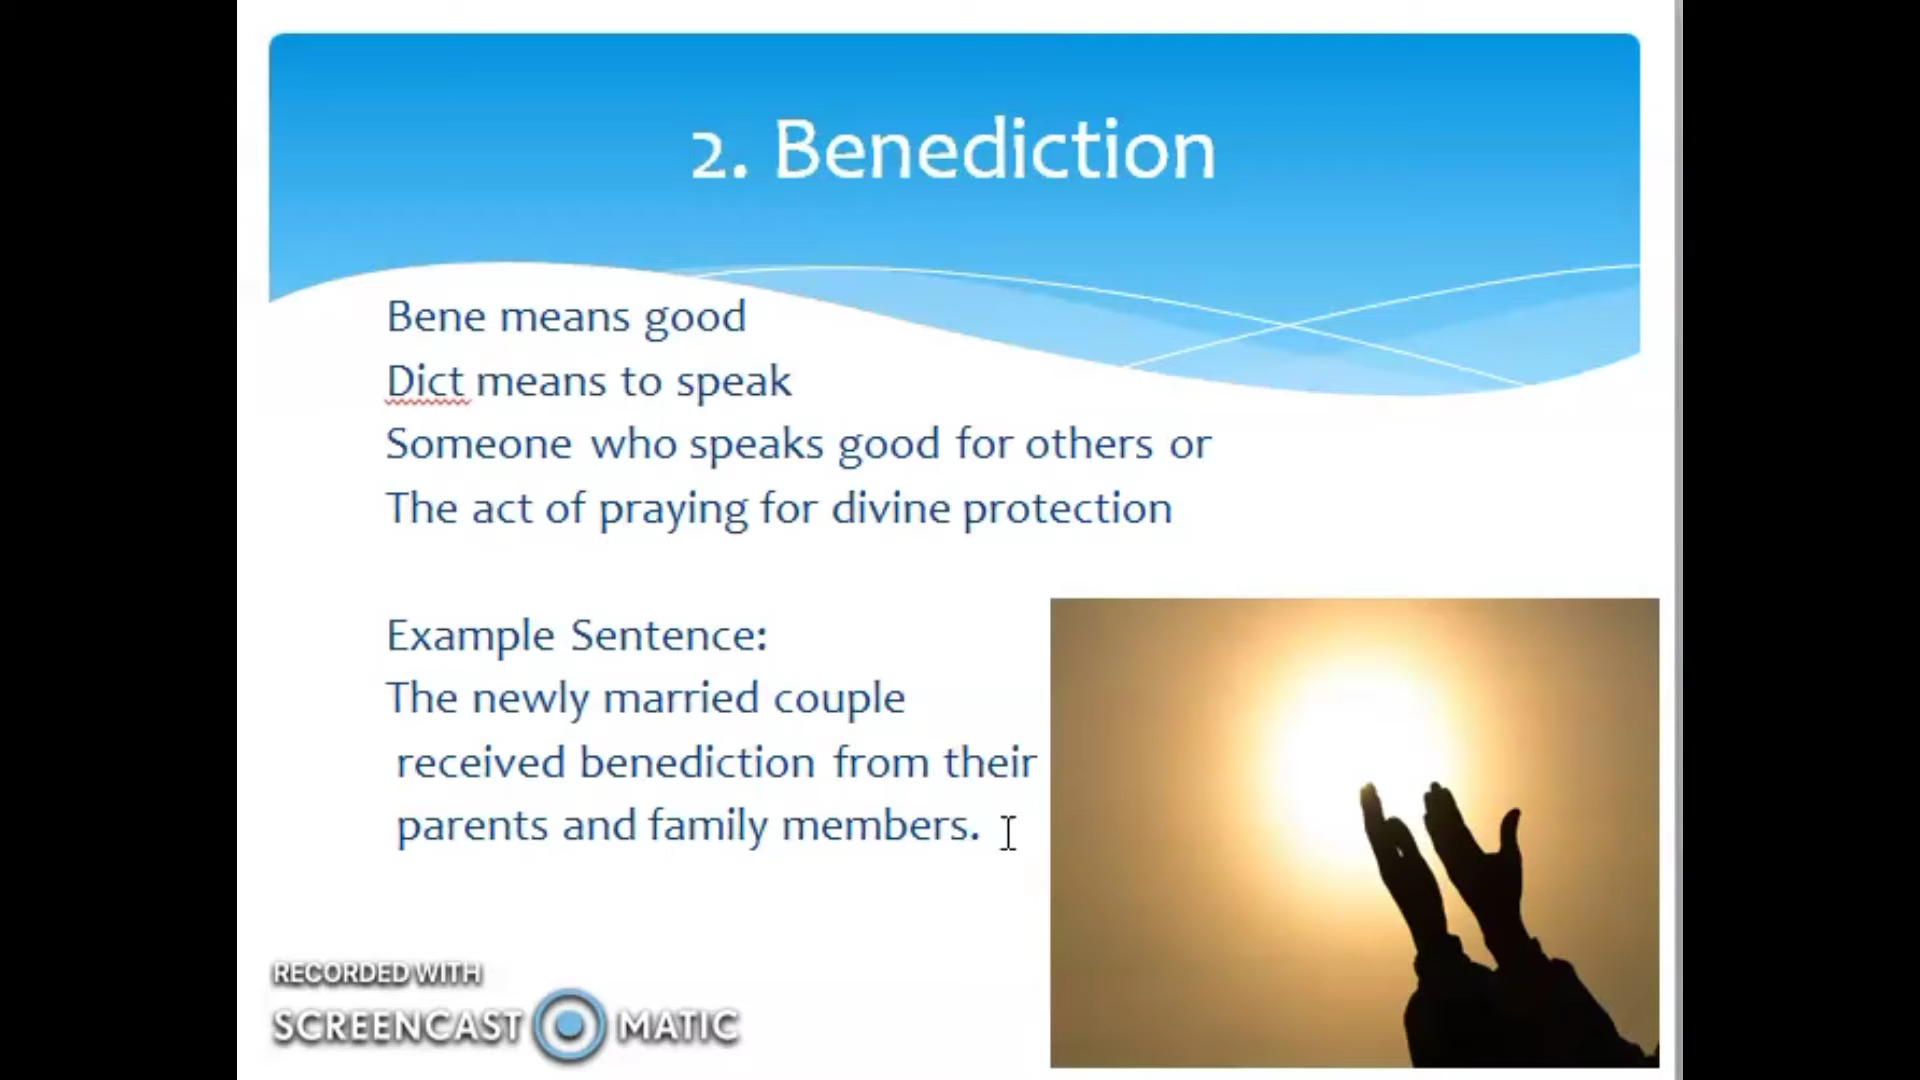 2. Benediction
Bene means good
Dict means to speak
Someone who speaks good for others or
The act of praying for divine protection
Example Sentence:
The newly married couple
received benediction from their
parents and family members.
RECORDED WITH
SCREENCAST MATIC